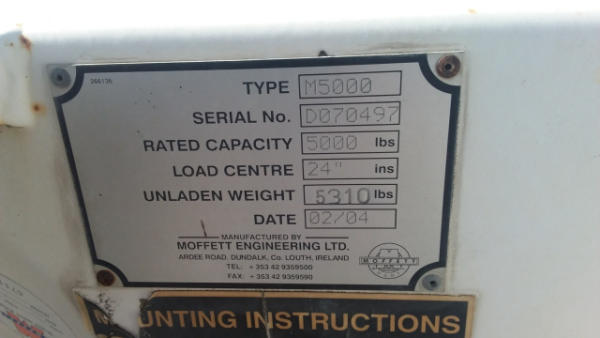 266136
TYPE M5000
SERIAL No. D070497
RATED CAPACITY 5000 lbs
LOAD CENTRE 24" ins
UNLADEN WEIGHT 5310 lbs
DATE 02/04
MANUFACTURED BY
MOFFETT ENGINEERING LTD.
ARDEE ROAD, DUNDALK, Co. LOUTH, IRELAND
TEL: + 353 42 9359500
FAX: + 353 42 9359590
MOFFETT
M UNTING INSTRUCTIONS